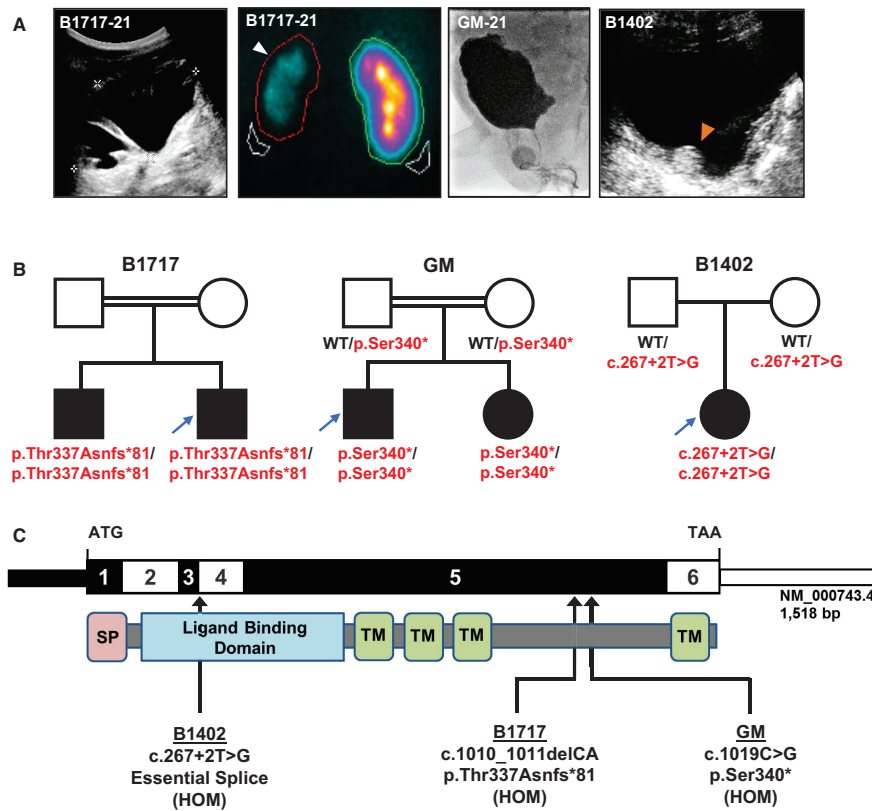 A
B1717-21
B1717-21
GM-21
B1402
B
B1717
GM
B1402
WT/p.Ser340*
WT/p.Ser340*
WT/
c.267+2T>G
WT/
c.267+2T>G
p.Thr337Asnfs*81/
p.Thr337Asnfs*81
p.Thr337Asnfs*81/
p.Thr337Asnfs*81
p.Ser340*/
p.Ser340*
p.Ser340*/
p.Ser340*
c.267+2T>G/
c.267+2T>G
C
ATG
TAA
1 2 3 4 5 6
NM_000743.4
1,518 bp
SP
Ligand Binding
Domain
TM TM TM TM
B1402
c.267+2T>G
Essential Splice
(HOM)
B1717
c.1010_1011delCA
p.Thr337Asnfs*81
(HOM)
GM
c.1019C>G
p.Ser340*
(HOM)